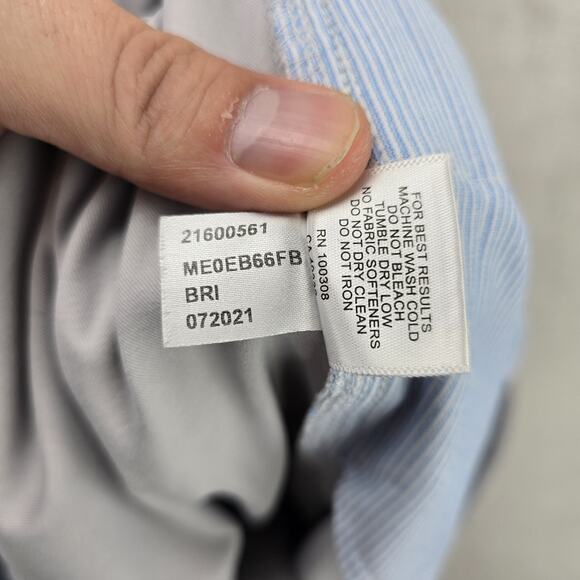 21600561
ME0EB66FB
BRI
072021
FOR BEST RESULTS
MACHINE WASH COLD
DO NOT BLEACH
TUMBLE DRY LOW
NO FABRIC SOFTENERS
DO NOT DRY CLEAN
DO NOT IRON
RN 100308